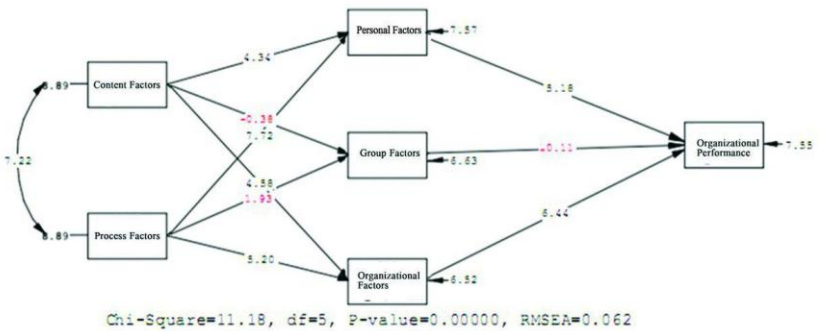 Personal Factors
7.57
4.34
8.89
Content Factors
5.18
-0.38
7.72
Organizational
Performance
7.55
Group Factors
-0.11
6.63
7.22
4.58
1.93
6.44
8.89
Process Factors
5.20
Organizational
Factors
6.52
Chi-Square=11.18, df=5, P-value=0.00000, RMSEA=0.062